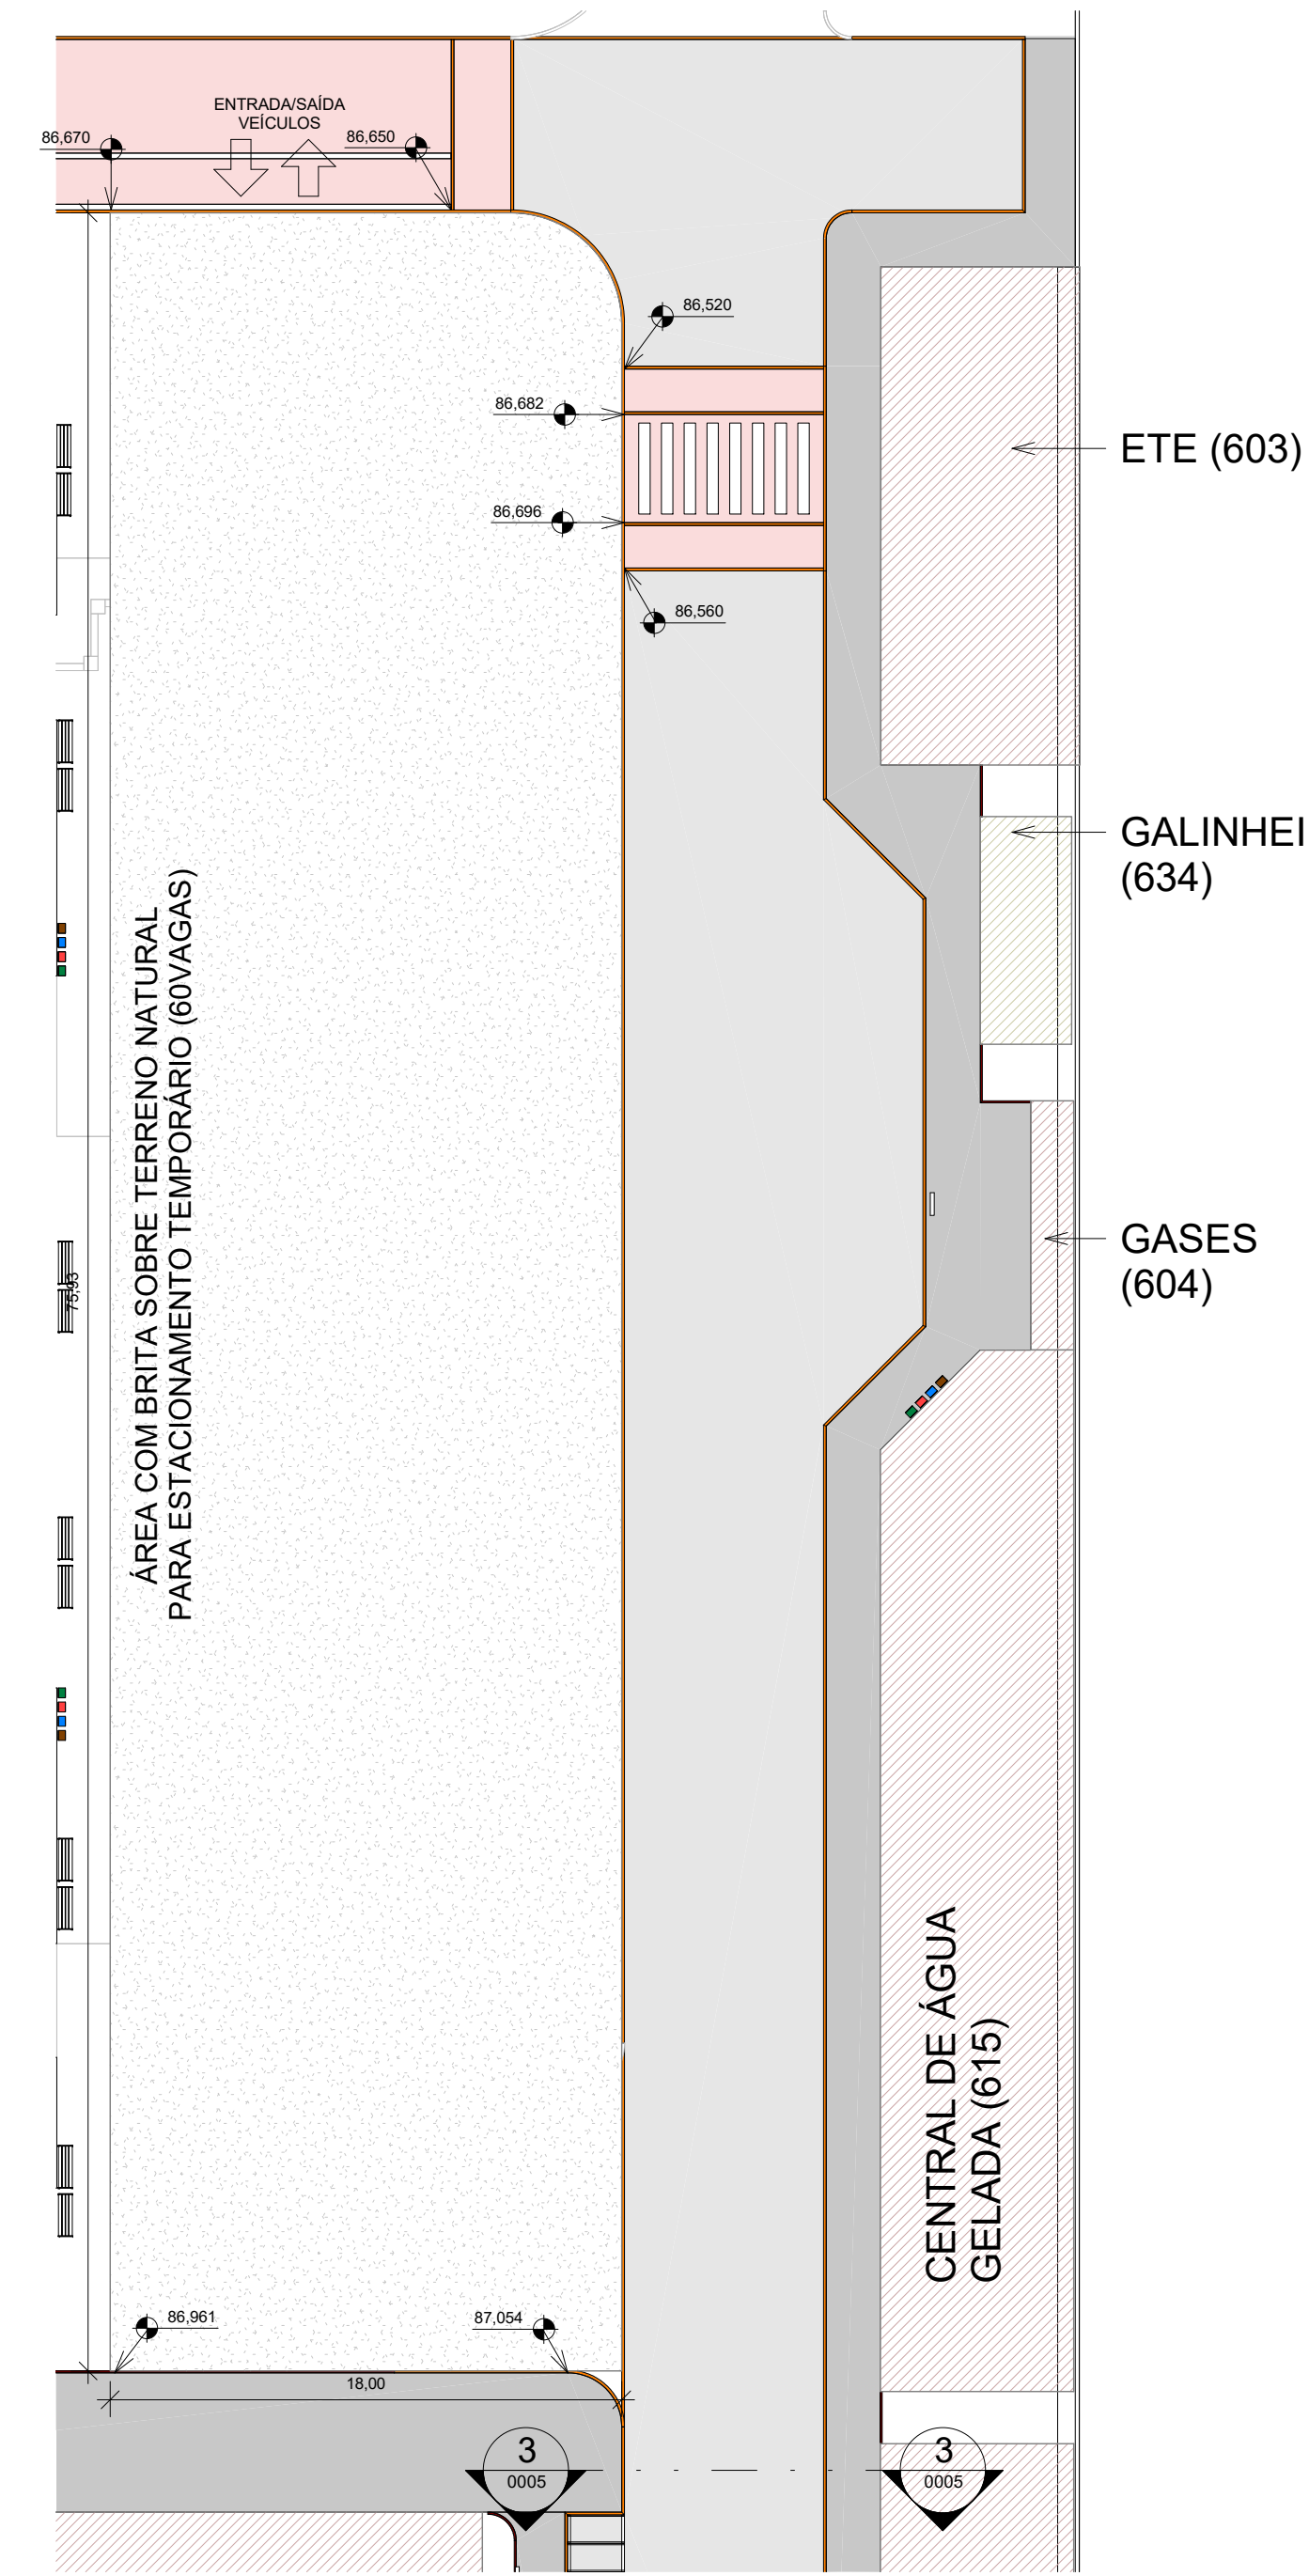 ENTRADA/SAÍDA
VEÍCULOS
86,670
86,650
86,520
86,682
86,696
86,560
ETE (603)
GALINHEI
(634)
GASES
(604)
ÁREA COM BRITA SOBRE TERRENO NATURAL
PARA ESTACIONAMENTO TEMPORÁRIO (60VAGAS)
75,93
CENTRAL DE ÁGUA
GELADA (615)
86,961
87,054
18,00
3
0005
3
0005